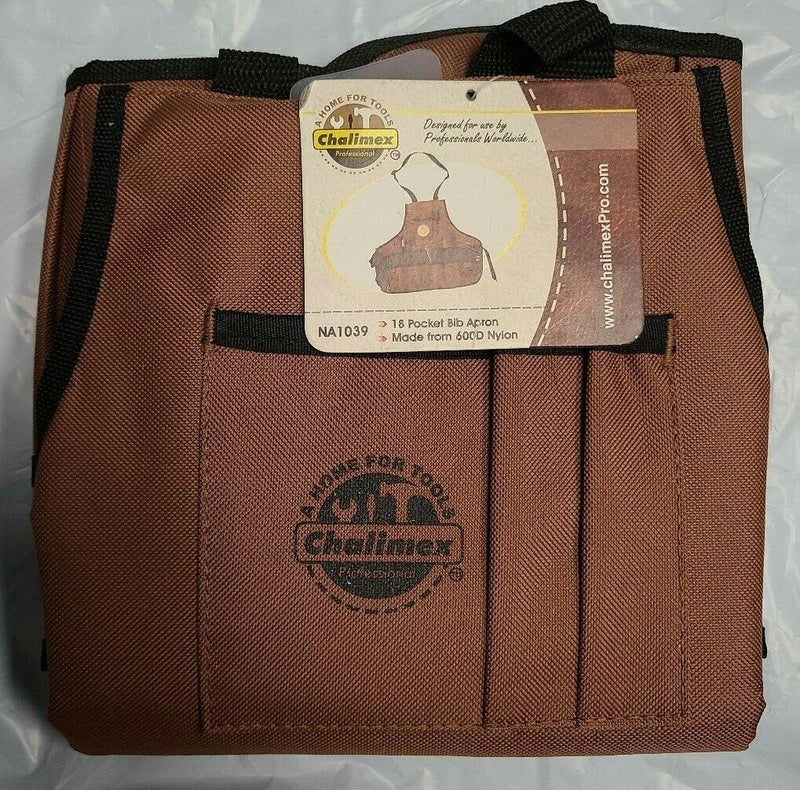 A HOME FOR TOOLS
Chalimex
Professional
TM
Designed for use by
Professionals Worldwide...
www.chalimexPro.com
NA1039
» 18 Pocket Bib Apron
» Made from 600D Nylon
A HOME FOR TOOLS
Chalimex
Professional